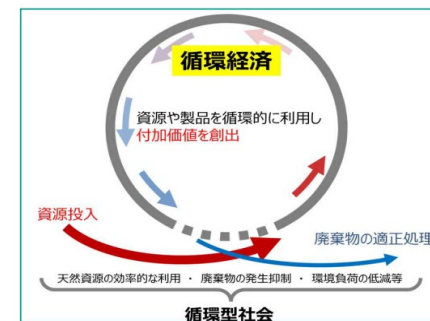 循環経済
資源や製品を循環的に利用し
付加価値を創出
資源投入
廃棄物の適正処理
天然資源の効率的な利用 ・ 廃棄物の発生抑制 ・ 環境負荷の低減等
循環型社会